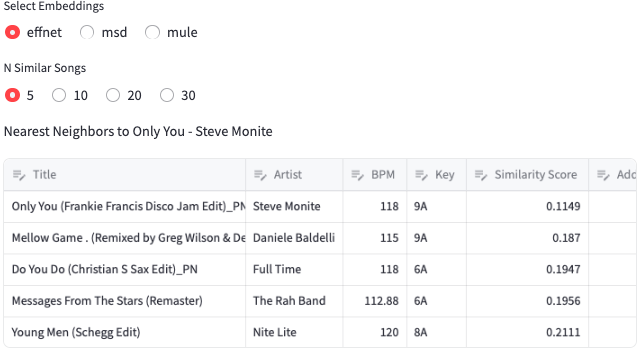 Select Embeddings
effnet msd mule
N Similar Songs
5 10 20 30
Nearest Neighbors to Only You - Steve Monite
Title Artist BPM Key Similarity Score Add
Only You (Frankie Francis Disco Jam Edit)_PN Steve Monite 118 9A 0.1149
Mellow Game . (Remixed by Greg Wilson & De Daniele Baldelli 115 9A 0.187
Do You Do (Christian S Sax Edit)_PN Full Time 118 6A 0.1947
Messages From The Stars (Remaster) The Rah Band 112.88 6A 0.1956
Young Men (Schegg Edit) Nite Lite 120 8A 0.2111